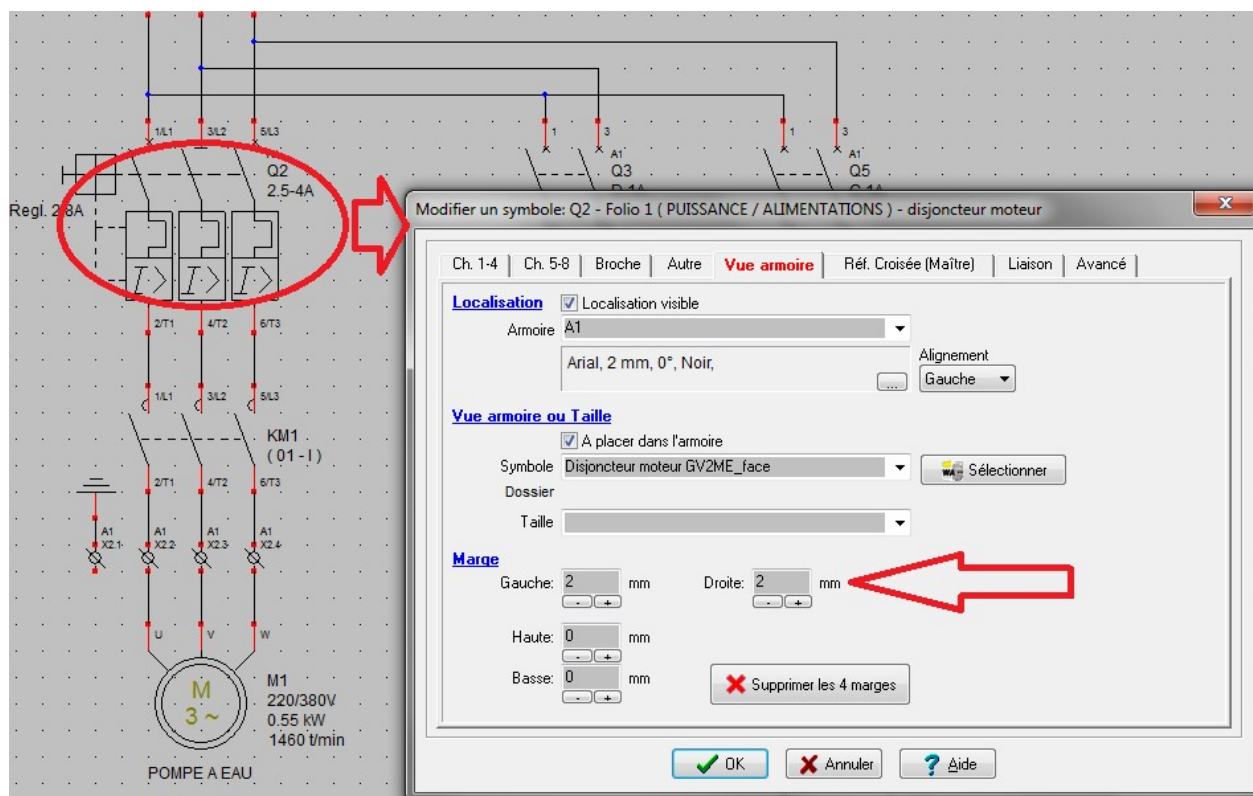 1/L1 3/L2 5/L3
1 3 1 3
A1 A1
Q2 Q3 Q5
2.5-4A
Regl. 2.8A
I> I> I>
2/T1 4/T2 6/T3
1/L1 3/L2 5/L3
KM1
( 01 - I )
2/T1 4/T2 6/T3
A1 A1 A1 A1
X2.1 X2.2 X2.3 X2.4
U V W
M
3 ~
M1
220/380V
0.55 kW
1460 t/min
POMPE A EAU
Modifier un symbole: Q2 - Folio 1 ( PUISSANCE / ALIMENTATIONS ) - disjoncteur moteur
Ch. 1-4 Ch. 5-8 Broche Autre Vue armoire Réf. Croisée (Maître) Liaison Avancé
Localisation Localisation visible
Armoire A1
Arial, 2 mm, 0°, Noir, ...
Alignement
Gauche
Vue armoire ou Taille
A placer dans l'armoire
Symbole Disjoncteur moteur GV2ME_face Sélectionner
Dossier
Taille
Marge
Gauche: 2 mm Droite: 2 mm
- + - +
Haute: 0 mm
- +
Basse: 0 mm Supprimer les 4 marges
- +
OK Annuler ? Aide